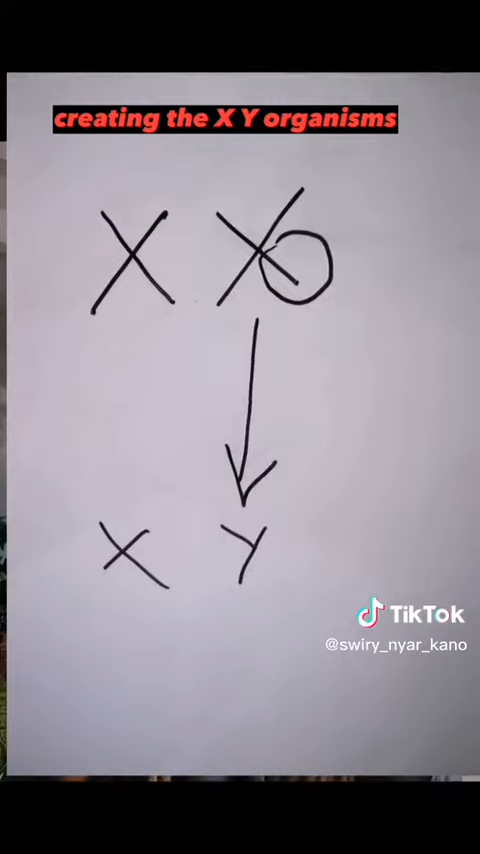 creating the X Y organisms
X X
X Y
TikTok
@swiry_nyar_kano